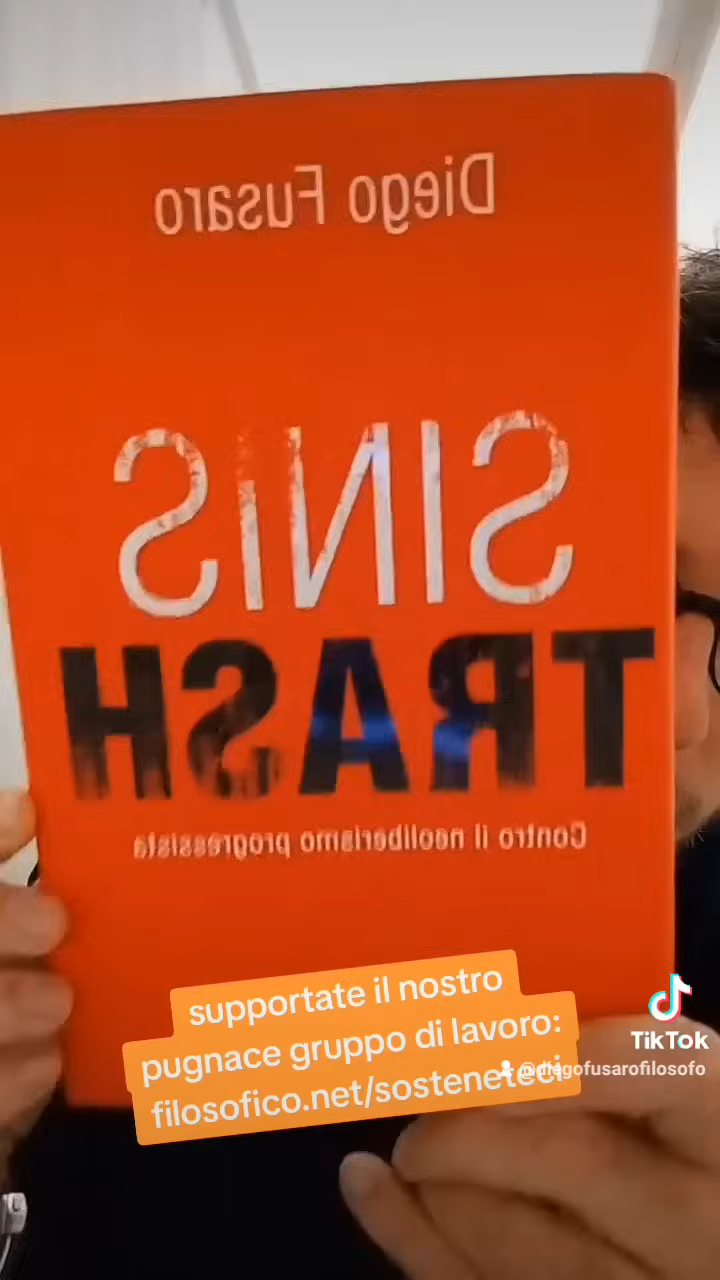 Diego Fusaro
SINIS
TRASH
Contro il neoliberismo progressista
supportate il nostro
pugnace gruppo di lavoro:
filosofico.net/sosteneteci
TikTok
@diegofusarofilosofo